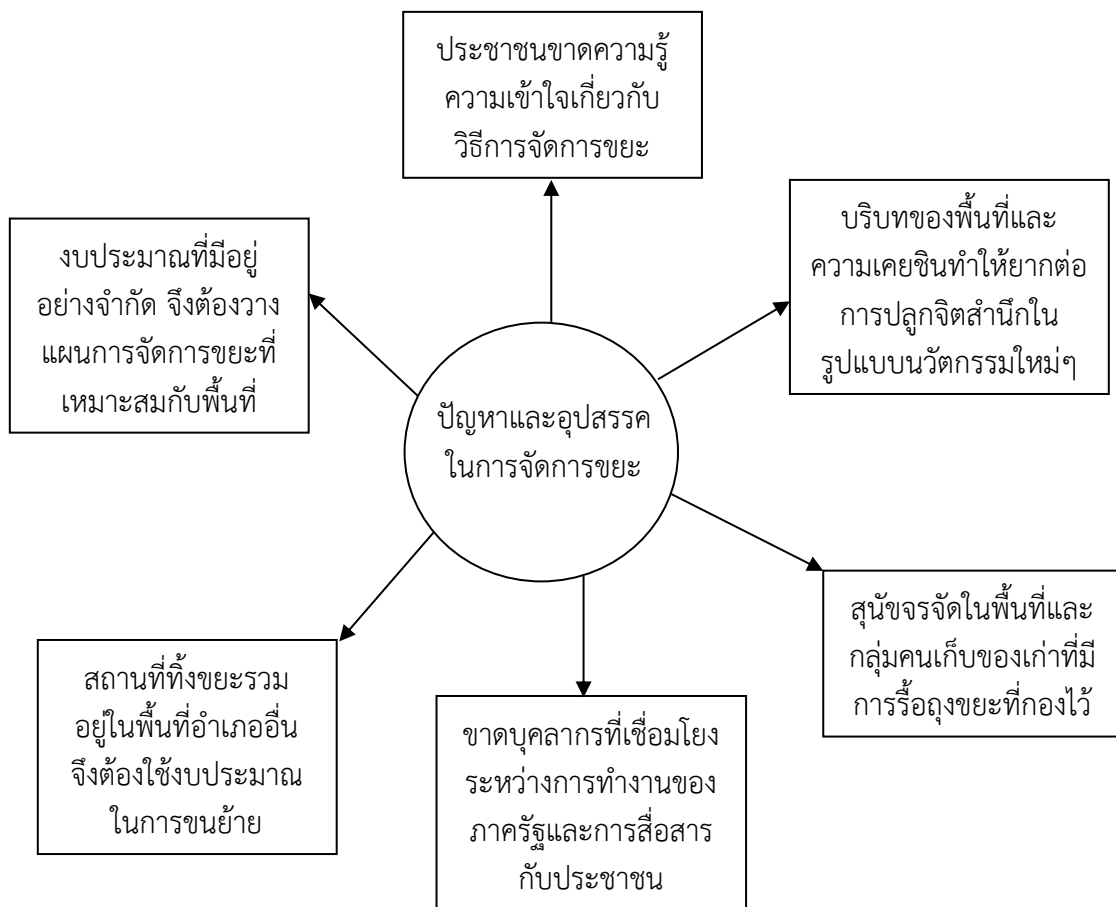 ประชาชนขาดความรู้
ความเข้าใจเกี่ยวกับ
วิธีการจัดการขยะ
งบประมาณที่มีอยู่
อย่างจำกัด จึงต้องวาง
แผนการจัดการขยะที่
เหมาะสมกับพื้นที่
บริบทของพื้นที่และ
ความเคยชินทำให้ยากต่อ
การปลูกจิตสำนึกใน
รูปแบบนวัตกรรมใหม่ๆ
ปัญหาและอุปสรรค
ในการจัดการขยะ
สถานที่ทิ้งขยะรวม
อยู่ในพื้นที่อำเภออื่น
จึงต้องใช้งบประมาณ
ในการขนย้าย
ขาดบุคลากรที่เชื่อมโยง
ระหว่างการทำงานของ
ภาครัฐและการสื่อสาร
กับประชาชน
สุนัขจรจัดในพื้นที่และ
กลุ่มคนเก็บของเก่าที่มี
การรื้อถุงขยะที่กองไว้